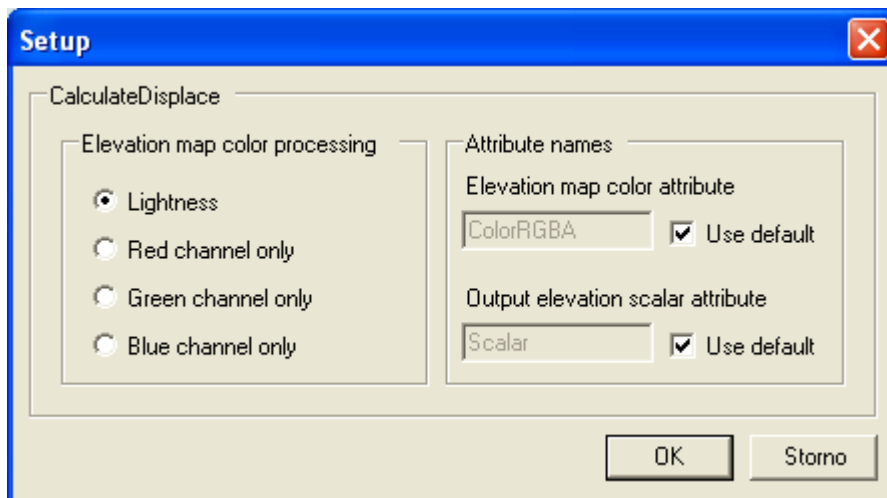 Setup
CalculateDisplace
Elevation map color processing
Lightness
Red channel only
Green channel only
Blue channel only
Attribute names
Elevation map color attribute
ColorRGBA
Use default
Output elevation scalar attribute
Scalar
Use default
OK
Storno